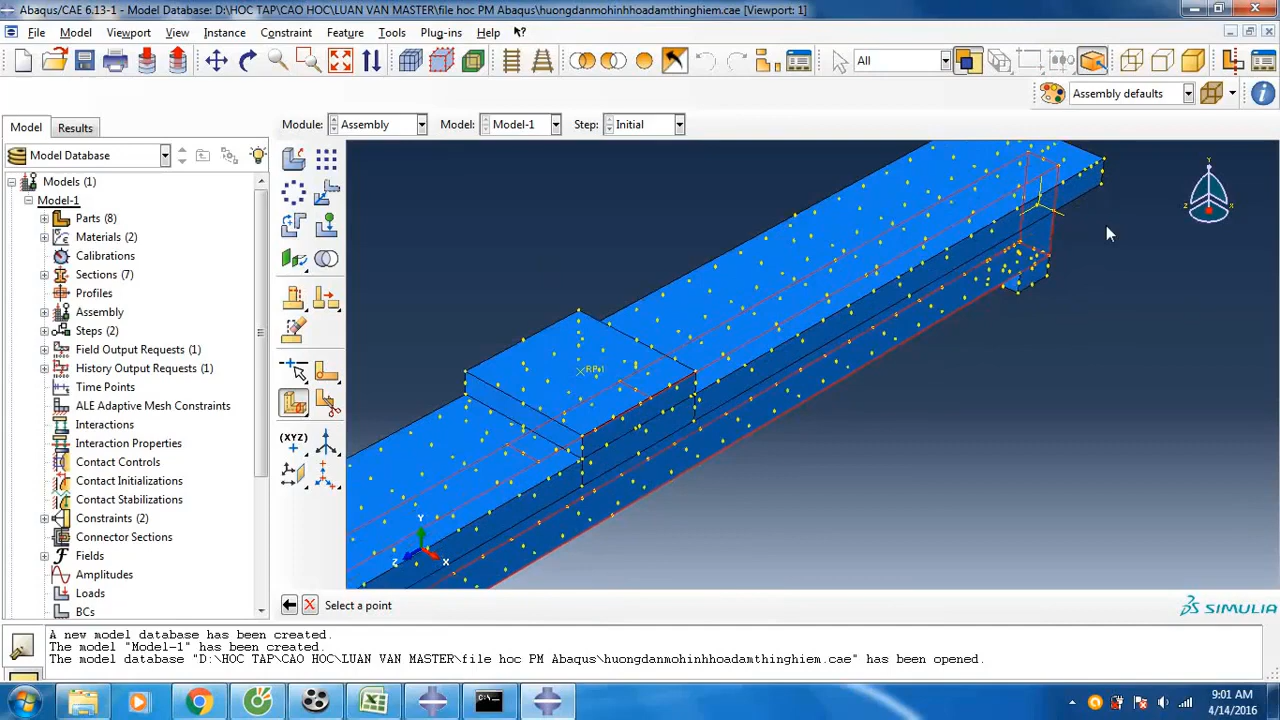 Abaqus/CAE 6.13-1 - Model Database: D:\HOC TAP\CAO HOC\LUAN VAN MASTER\file hoc PM Abaqus\huongdanmohinhhoadamthinghiem.cae [Viewport: 1]
File Model Viewport View Instance Constraint Feature Tools Plug-ins Help
All
Assembly defaults
Model Results
Module: Assembly Model: Model-1 Step: Initial
Model Database
Models (1)
Model-1
Parts (8)
Materials (2)
Calibrations
Sections (7)
Profiles
Assembly
Steps (2)
Field Output Requests (1)
History Output Requests (1)
Time Points
ALE Adaptive Mesh Constraints
Interactions
Interaction Properties
Contact Controls
Contact Initializations
Contact Stabilizations
Constraints (2)
Connector Sections
Fields
Amplitudes
Loads
BCs
(XYZ)
Y
Z
X
Y
Z
X
Select a point
SIMULIA
A new model database has been created.
The model "Model-1" has been created.
The model database "D:\HOC TAP\CAO HOC\LUAN VAN MASTER\file hoc PM Abaqus\huongdanmohinhhoadamthinghiem.cae" has been opened.
9:01 AM
4/14/2016